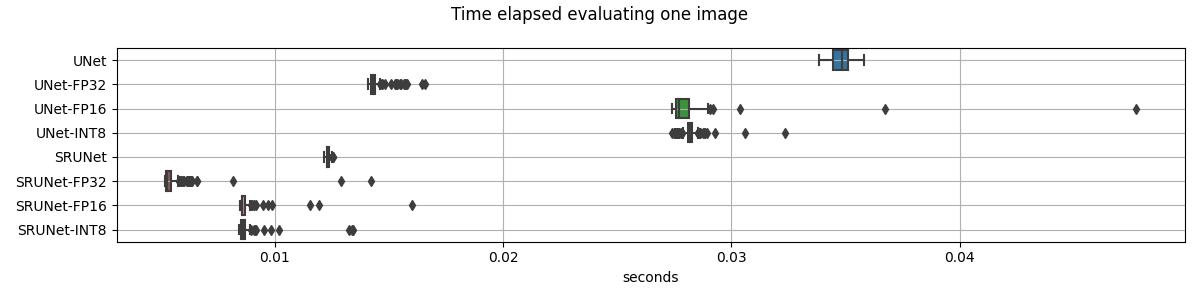 Time elapsed evaluating one image
UNet
UNet-FP32
UNet-FP16
UNet-INT8
SRUNet
SRUNet-FP32
SRUNet-FP16
SRUNet-INT8
0.01 0.02 0.03 0.04
seconds